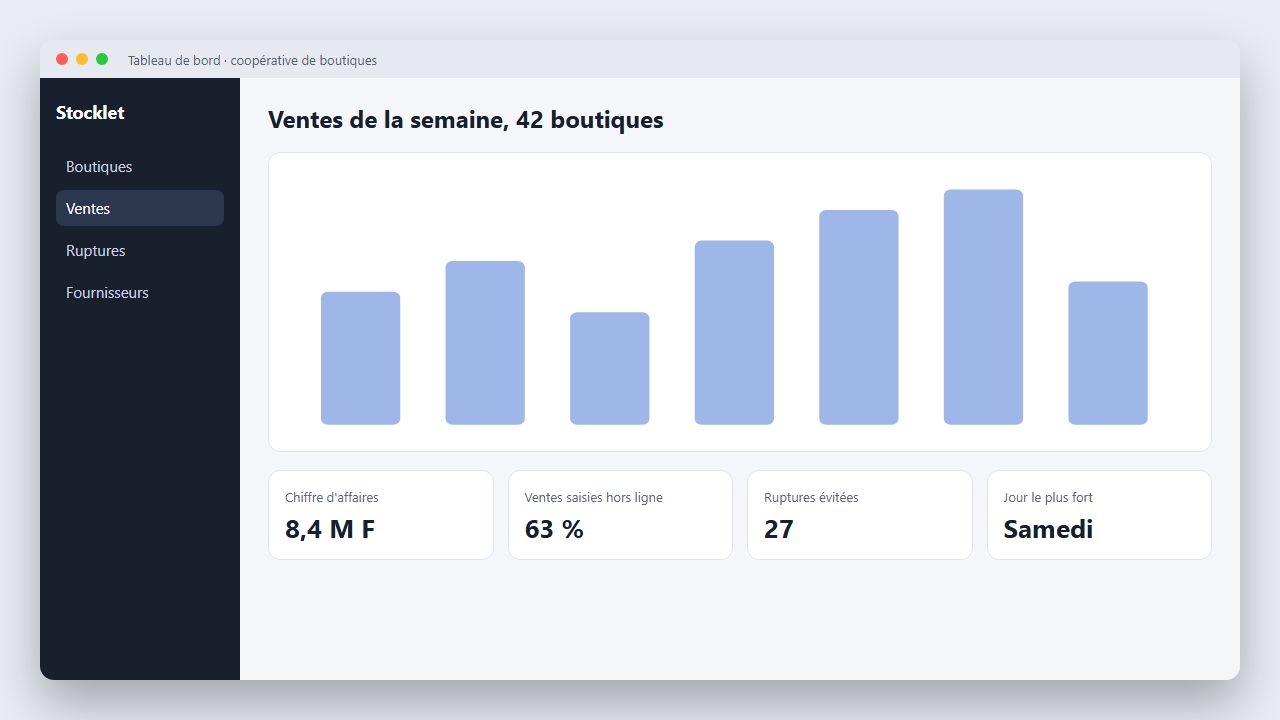 Tableau de bord · coopérative de boutiques
Stocklet
Boutiques
Ventes
Ruptures
Fournisseurs
Ventes de la semaine, 42 boutiques
Chiffre d'affaires
8,4 M F
Ventes saisies hors ligne
63 %
Ruptures évitées
27
Jour le plus fort
Samedi